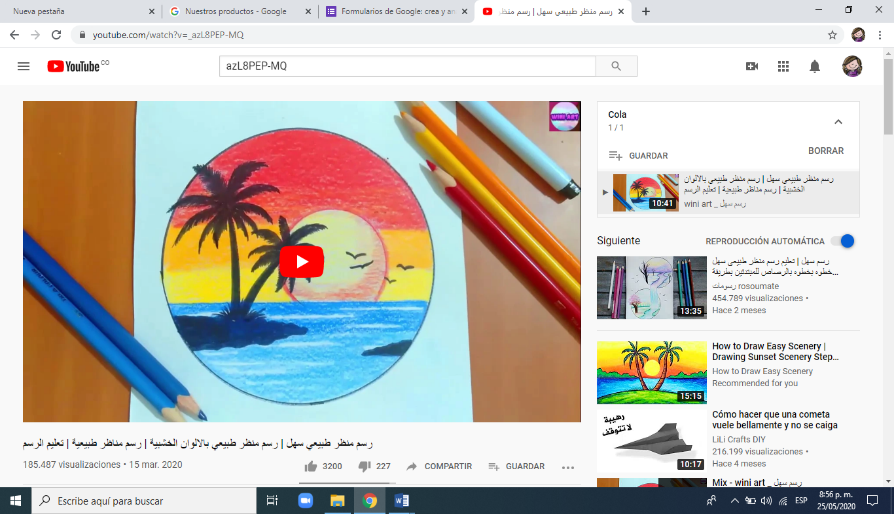 Nueva pestaña
Nuestros productos - Google
Formularios de Google: crea y an
رسم منظر طبيعي سهل | رسم منظ
youtube.com/watch?v=_azL8PEP-MQ
YouTube CO
azL8PEP-MQ
Cola
1 / 1
GUARDAR
BORRAR
رسم منظر طبيعي سهل | رسم منظر طبيعي بالالوان
الخشبية | رسم مناظر طبيعية | تعليم الرسم
wini art _ رسم سهل
10:41
Siguiente
REPRODUCCIÓN AUTOMÁTICA
رسم سهل | تعليم رسم منظر طبيعي سهل
خطوه بخطوه بالرصاص للمبتدئين بطريقة...
رسومات rosoumate
454.789 visualizaciones •
Hace 2 meses
13:35
How to Draw Easy Scenery |
Drawing Sunset Scenery Step...
How to Draw Easy Scenery
Recommended for you
15:15
رهيبة
لا تتوقف
Cómo hacer que una cometa
vuele bellamente y no se caiga
LiLi Crafts DIY
216.199 visualizaciones •
Hace 4 meses
10:17
Mix - wini art _ رسم سهل
رسم منظر طبيعي سهل | رسم منظر طبيعي بالالوان الخشبية | رسم مناظر طبيعية | تعليم الرسم
185.487 visualizaciones • 15 mar. 2020
3200
227
COMPARTIR
GUARDAR
Escribe aquí para buscar
ESP
8:56 p. m.
25/05/2020